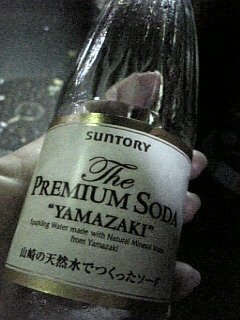 SUNTORY
The
PREMIUM SODA
"YAMAZAKI"
Sparkling Water made with Natural Mineral Water
from Yamazaki
山崎の天然水でつくったソーダ